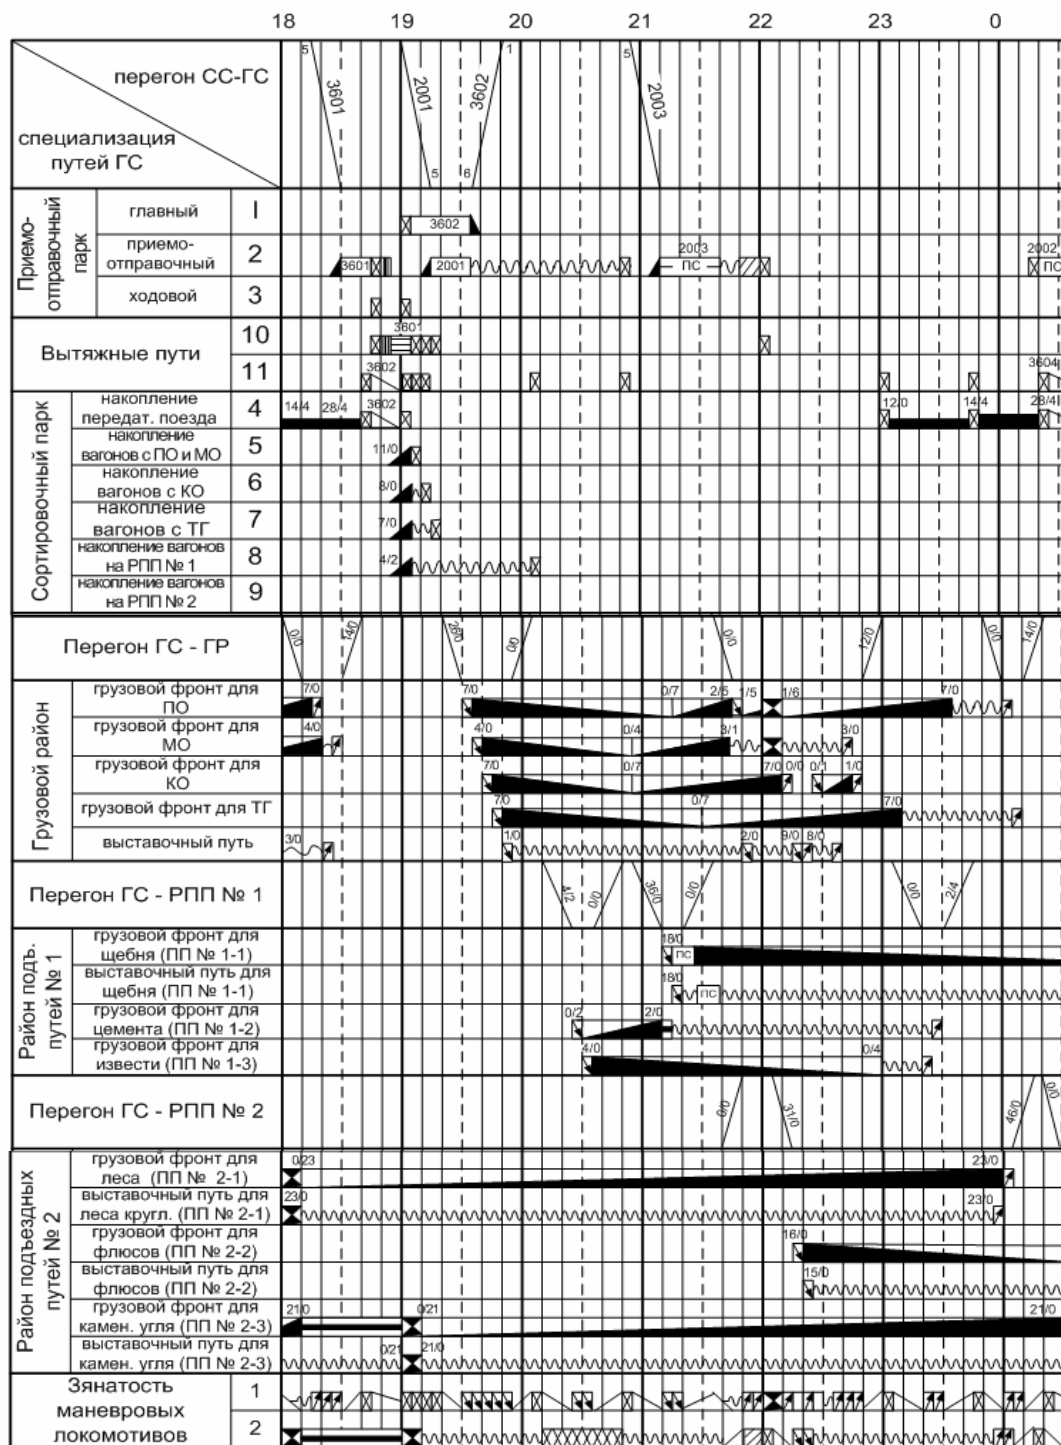 18 19 20 21 22 23 0
перегон СС-ГС
специализация
путей ГС
5 3601 2001 5 3602 1 6 5 2003
Приемо-
отправочный
парк
главный I
3602
приемо-
отправочный 2
3601 2001 2003 ПС 2002 ПС
ходовой 3
Вытяжные пути
10
3601
11
3602 3604
Сортировочный парк
накопление
передат. поезда 4
14/4 28/4 3602 12/0 14/4 28/4
накопление
вагонов с ПО и МО 5
11/0
накопление
вагонов с КО 6
8/0
накопление
вагонов с ТГ 7
7/0
накопление вагонов
на РПП № 1 8
4/2
накопление вагонов
на РПП № 2 9
Перегон ГС - ГР
0/0 14/0 26/0 0/0 0/0 12/0 0/0 14/0
Грузовой район
грузовой фронт для
ПО
7/0 7/0 0/7 2/5 1/5 1/6 7/0
грузовой фронт для
МО
4/0 4/0 0/4 3/1 3/0
грузовой фронт для
КО
7/0 0/7 7/0 0/0 0/1 1/0
грузовой фронт для ТГ
7/0 0/7 7/0
выставочный путь
3/0 1/0 2/0 9/0 8/0
Перегон ГС - РПП № 1
4/2 0/0 36/0 0/0 0/0 2/4
Район подъ.
путей № 1
грузовой фронт для
щебня (ПП № 1-1)
18/0 ПС
выставочный путь для
щебня (ПП № 1-1)
18/0 ПС
грузовой фронт для
цемента (ПП № 1-2)
0/2 2/0
грузовой фронт для
извести (ПП № 1-3)
4/0 0/4
Перегон ГС - РПП № 2
0/0 31/0 46/0 0/0
Район подъездных
путей № 2
грузовой фронт для
леса (ПП № 2-1)
0/23 23/0
выставочный путь для
леса кругл. (ПП № 2-1)
23/0 23/0
грузовой фронт для
флюсов (ПП № 2-2)
16/0
выставочный путь для
флюсов (ПП № 2-2)
15/0
грузовой фронт для
камен. угля (ПП № 2-3)
21/0 0/21 21/0
выставочный путь для
камен. угля (ПП № 2-3)
0/21 21/0
Зянатость
маневровых
локомотивов
1
2